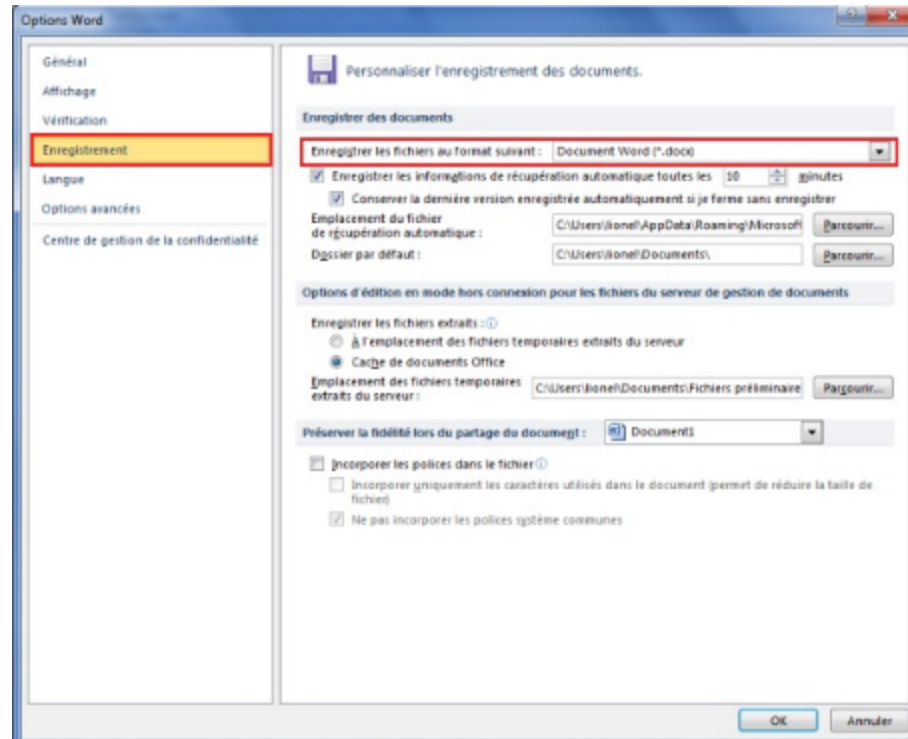 Options Word
Général
Affichage
Vérification
Enregistrement
Langue
Options avancées
Centre de gestion de la confidentialité
Personnaliser l'enregistrement des documents.
Enregistrer des documents
Enregistrer les fichiers au format suivant : Document Word (*.docx)
Enregistrer les informations de récupération automatique toutes les 10 minutes
Conserver la dernière version enregistrée automatiquement si je ferme sans enregistrer
Emplacement du fichier
de récupération automatique : C:\Users\lionel\AppData\Roaming\Microsoft Parcourir...
Dossier par défaut : C:\Users\lionel\Documents\ Parcourir...
Options d'édition en mode hors connexion pour les fichiers du serveur de gestion de documents
Enregistrer les fichiers extraits :
À l'emplacement des fichiers temporaires extraits du serveur
Cache de documents Office
Emplacement des fichiers temporaires
extraits du serveur : C:\Users\lionel\Documents\Fichiers préliminaire Parcourir...
Préserver la fidélité lors du partage du document : Document1
Incorporer les polices dans le fichier
Incorporer uniquement les caractères utilisés dans le document (permet de réduire la taille de
fichier)
Ne pas incorporer les polices système communes
OK Annuler